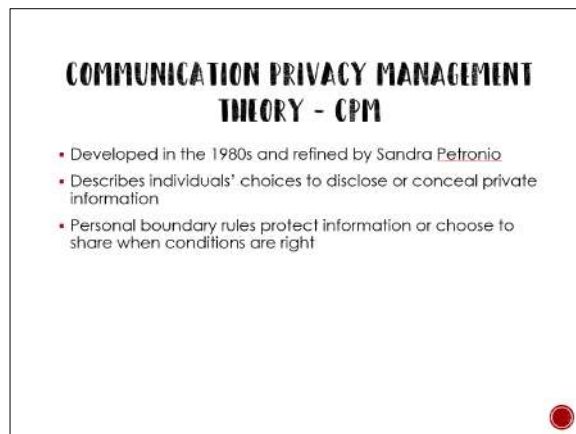 COMMUNICATION PRIVACY MANAGEMENT
THEORY - CPM
▪ Developed in the 1980s and refined by Sandra Petronio
▪ Describes individuals' choices to disclose or conceal private
information
▪ Personal boundary rules protect information or choose to
share when conditions are right